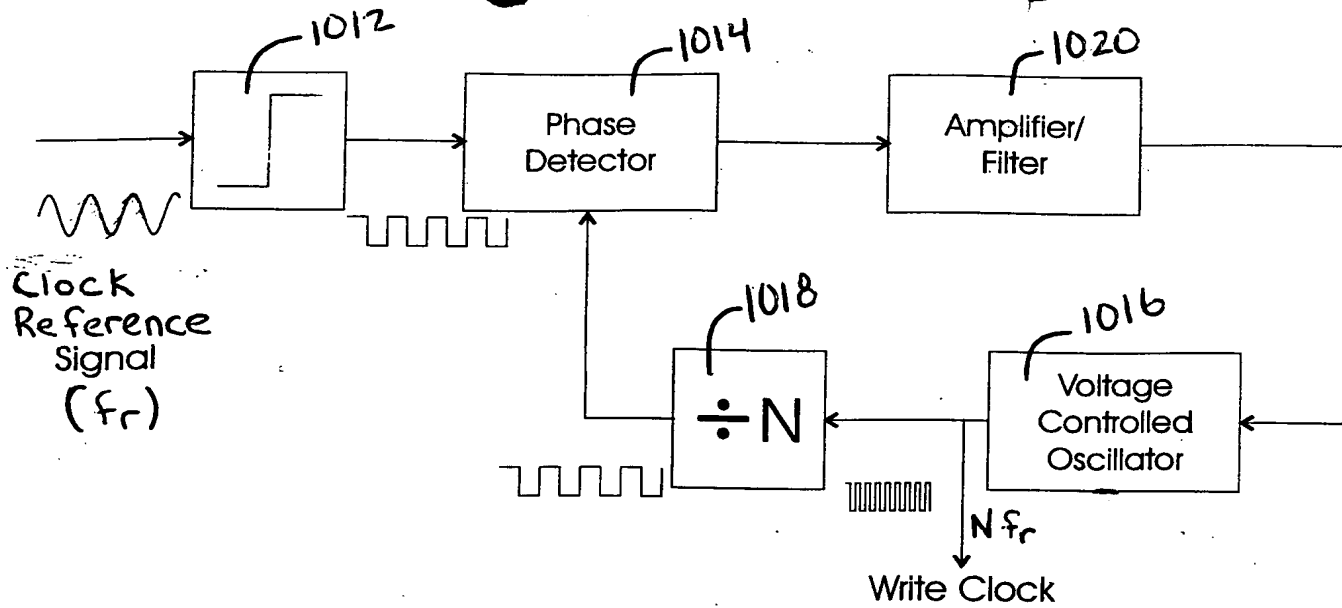 1012
1014
1020
Phase
Detector
Amplifier/
Filter
Clock
Reference
Signal
(fr)
1018
1016
÷ N
Voltage
Controlled
Oscillator
N fr
Write Clock